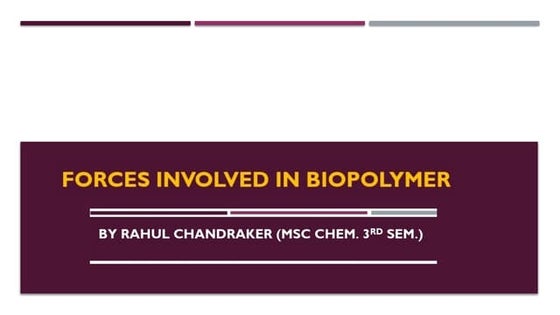 FORCES INVOLVED IN BIOPOLYMER
BY RAHUL CHANDRAKER (MSC CHEM. 3RD SEM.)